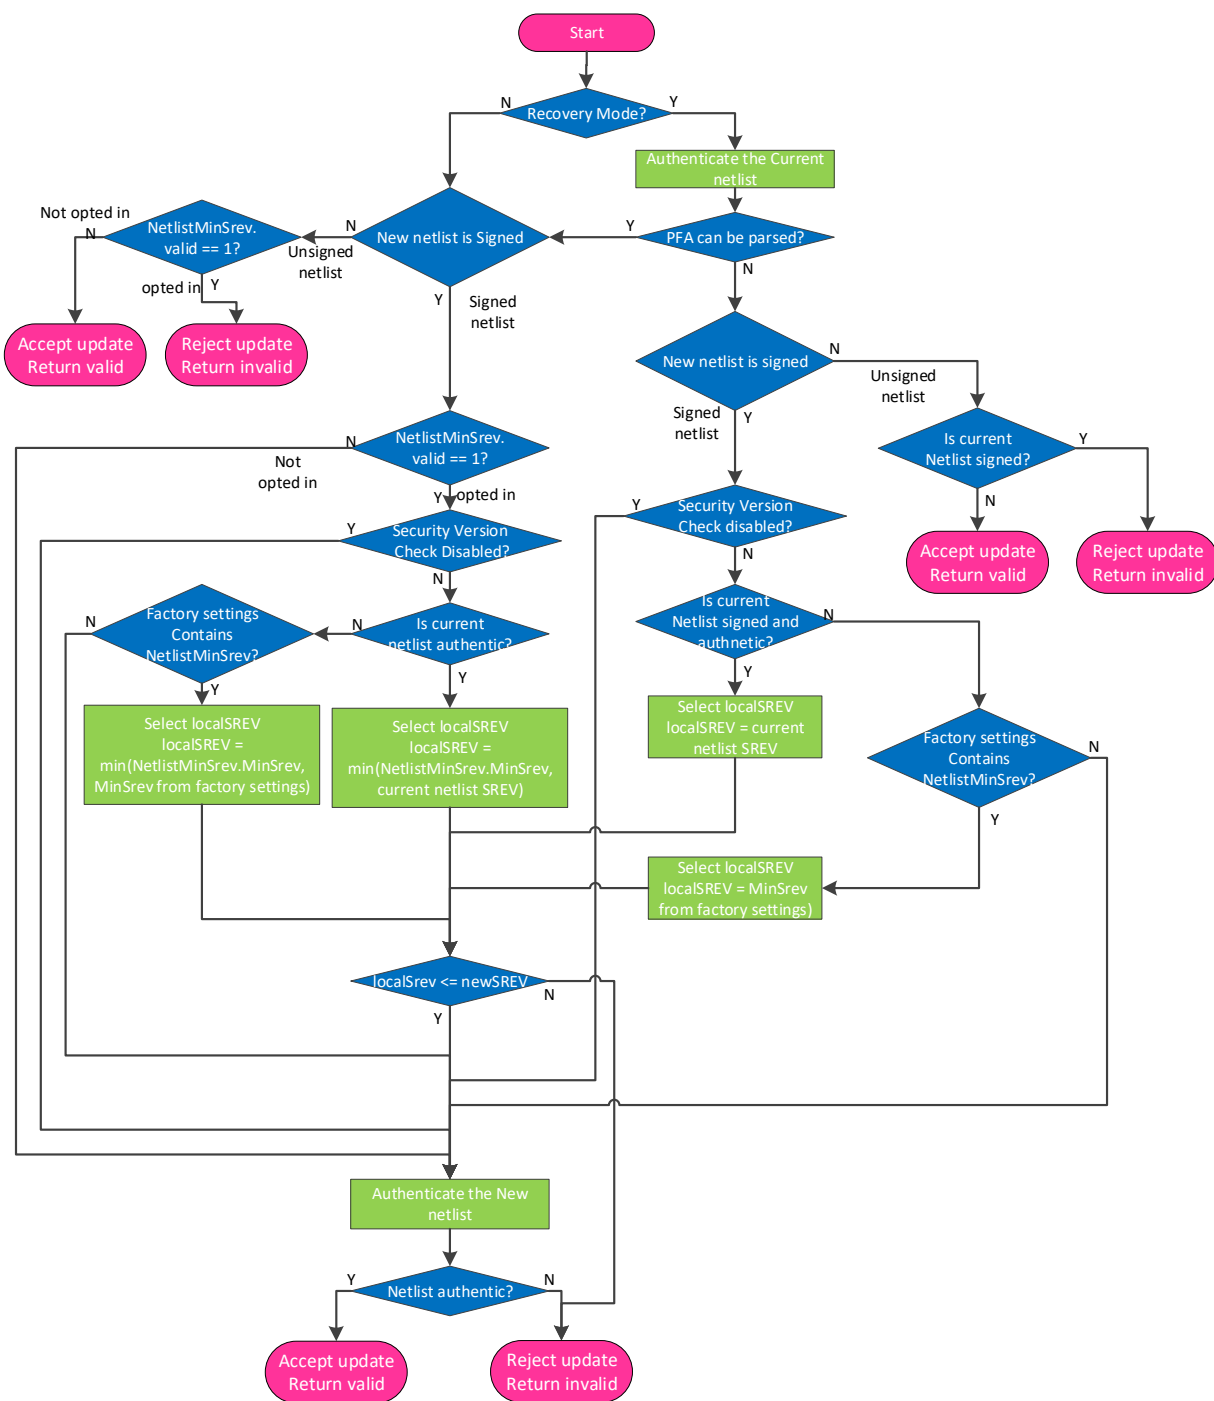 Start
N
Y
Recovery Mode?
Authenticate the Current
netlist
Not opted in
N
NetlistMinSrev.
valid == 1?
N
Unsigned
netlist
New netlist is Signed
Y
PFA can be parsed?
N
opted in
Y
Y
Signed
netlist
Accept update
Return valid
Reject update
Return invalid
New netlist is signed
N
Unsigned
netlist
Signed
netlist
Y
Is current
Netlist signed?
Y
N
N
Not
opted in
NetlistMinSrev.
valid == 1?
Y
opted in
Y
Security Version
Check Disabled?
N
Y
Security Version
Check disabled?
N
Accept update
Return valid
Reject update
Return invalid
N
Factory settings
Contains
NetlistMinSrev?
Y
N
Is current
netlist authentic?
Y
Is current
Netlist signed and
authnetic?
N
Y
Select localSREV
localSREV =
min(NetlistMinSrev.MinSrev,
MinSrev from factory settings)
Select localSREV
localSREV =
min(NetlistMinSrev.MinSrev,
current netlist SREV)
Select localSREV
localSREV = current
netlist SREV
Factory settings
Contains
NetlistMinSrev?
N
Y
Select localSREV
localSREV = MinSrev
from factory settings)
localSrev <= newSREV
N
Y
Authenticate the New
netlist
Y
Netlist authentic?
N
Accept update
Return valid
Reject update
Return invalid